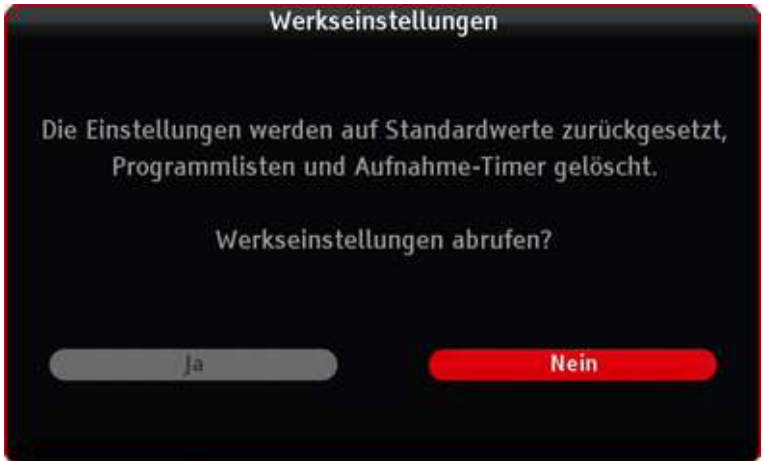 Werkseinstellungen
Die Einstellungen werden auf Standardwerte zurückgesetzt,
Programmlisten und Aufnahme-Timer gelöscht.
Werkseinstellungen abrufen?
Ja
Nein